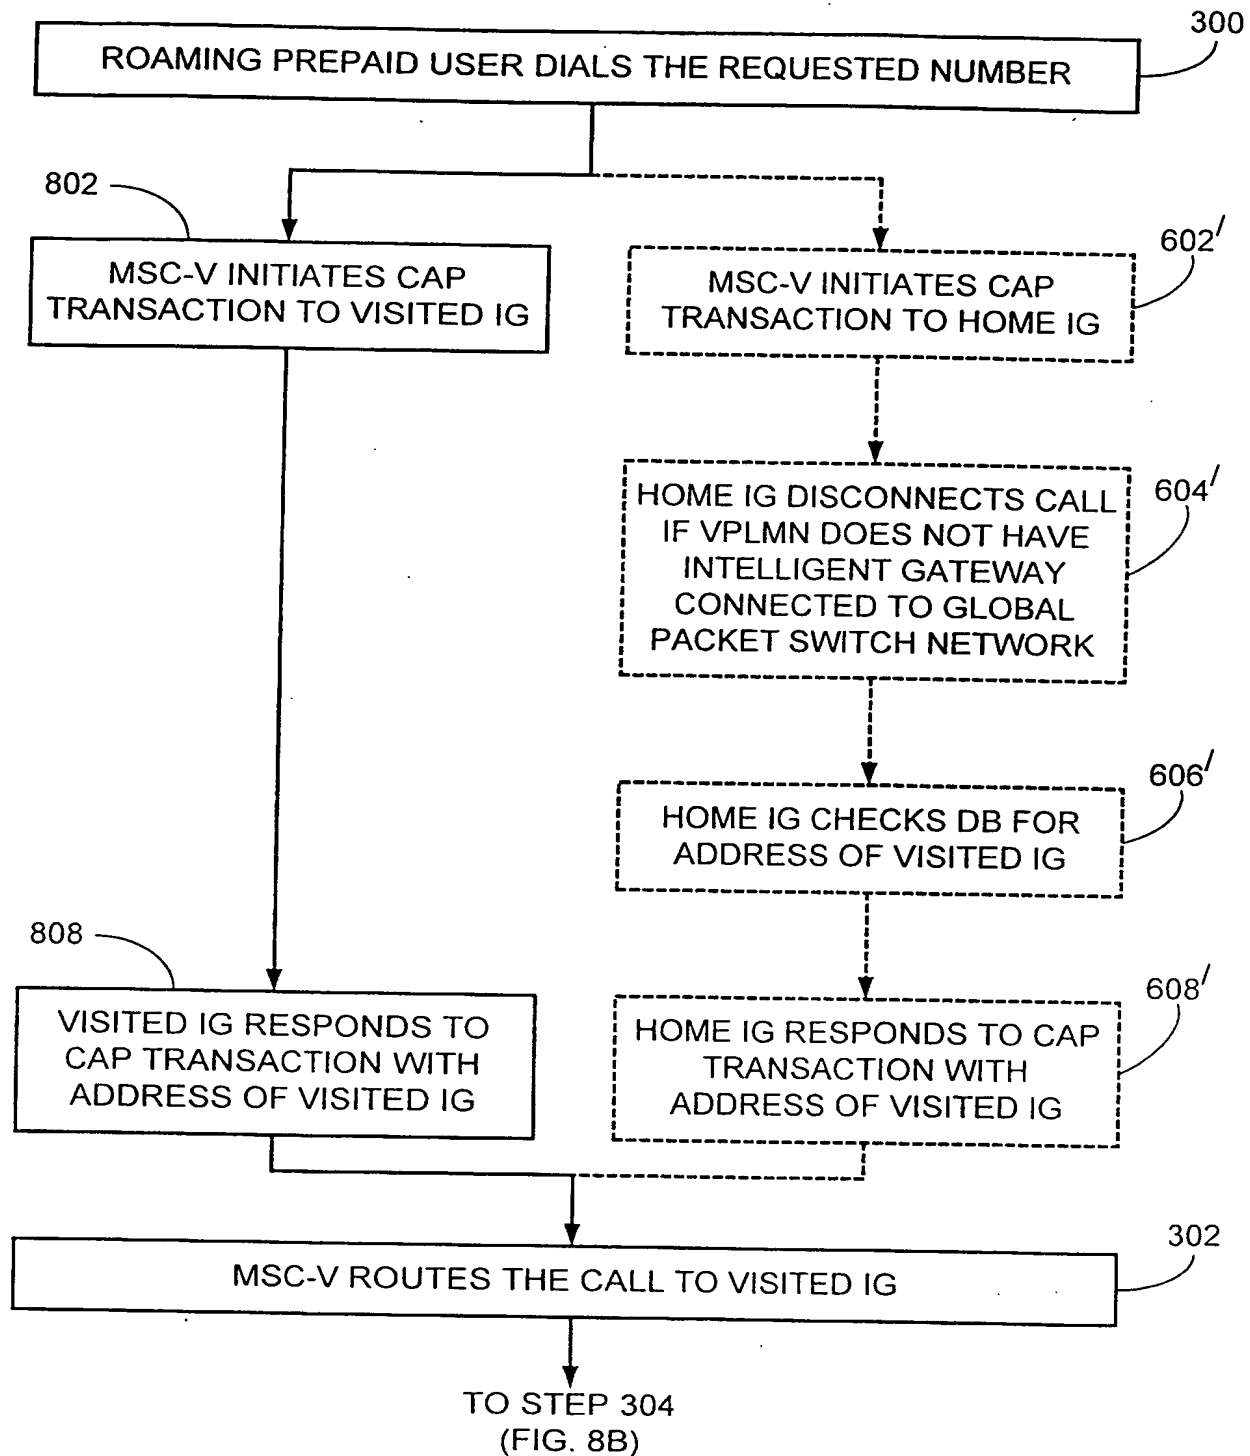 300
ROAMING PREPAID USER DIALS THE REQUESTED NUMBER
802
MSC-V INITIATES CAP
TRANSACTION TO VISITED IG
602'
MSC-V INITIATES CAP
TRANSACTION TO HOME IG
604'
HOME IG DISCONNECTS CALL
IF VPLMN DOES NOT HAVE
INTELLIGENT GATEWAY
CONNECTED TO GLOBAL
PACKET SWITCH NETWORK
606'
HOME IG CHECKS DB FOR
ADDRESS OF VISITED IG
808
VISITED IG RESPONDS TO
CAP TRANSACTION WITH
ADDRESS OF VISITED IG
608'
HOME IG RESPONDS TO CAP
TRANSACTION WITH
ADDRESS OF VISITED IG
302
MSC-V ROUTES THE CALL TO VISITED IG
TO STEP 304
(FIG. 8B)